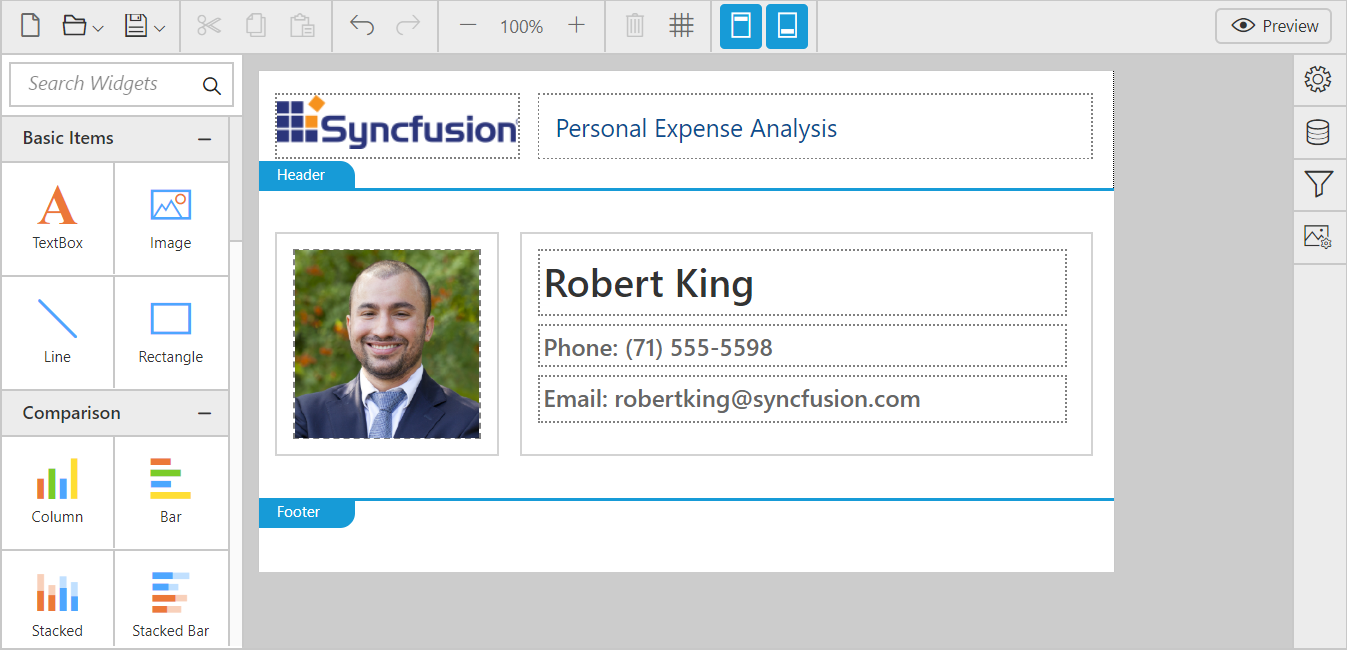 100%
Preview
Search Widgets
Basic Items
TextBox
Image
Line
Rectangle
Comparison
Column
Bar
Stacked
Stacked Bar
Syncfusion
Personal Expense Analysis
Header
Robert King
Phone: (71) 555-5598
Email: robertking@syncfusion.com
Footer